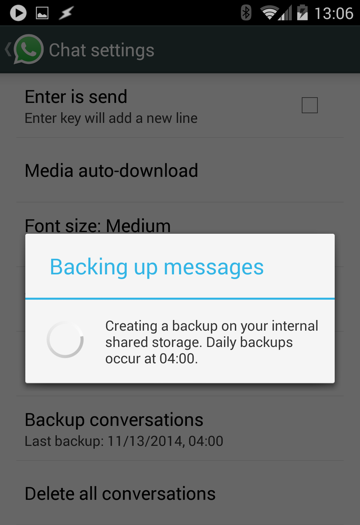 13:06
Chat settings
Enter is send
Enter key will add a new line
Media auto-download
Font size: Medium
Backing up messages
Creating a backup on your internal
shared storage. Daily backups
occur at 04:00.
Backup conversations
Last backup: 11/13/2014, 04:00
Delete all conversations